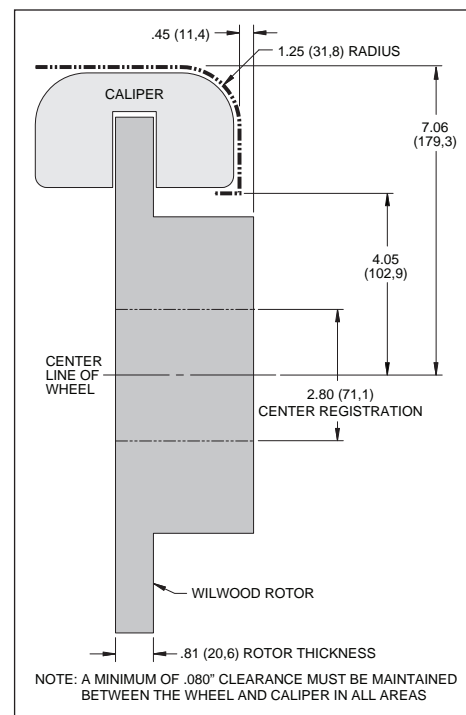 .45 (11,4)
1.25 (31,8) RADIUS
CALIPER
7.06
(179,3)
4.05
(102,9)
CENTER
LINE OF
WHEEL
2.80 (71,1)
CENTER REGISTRATION
WILWOOD ROTOR
.81 (20,6) ROTOR THICKNESS
NOTE: A MINIMUM OF .080" CLEARANCE MUST BE MAINTAINED
BETWEEN THE WHEEL AND CALIPER IN ALL AREAS